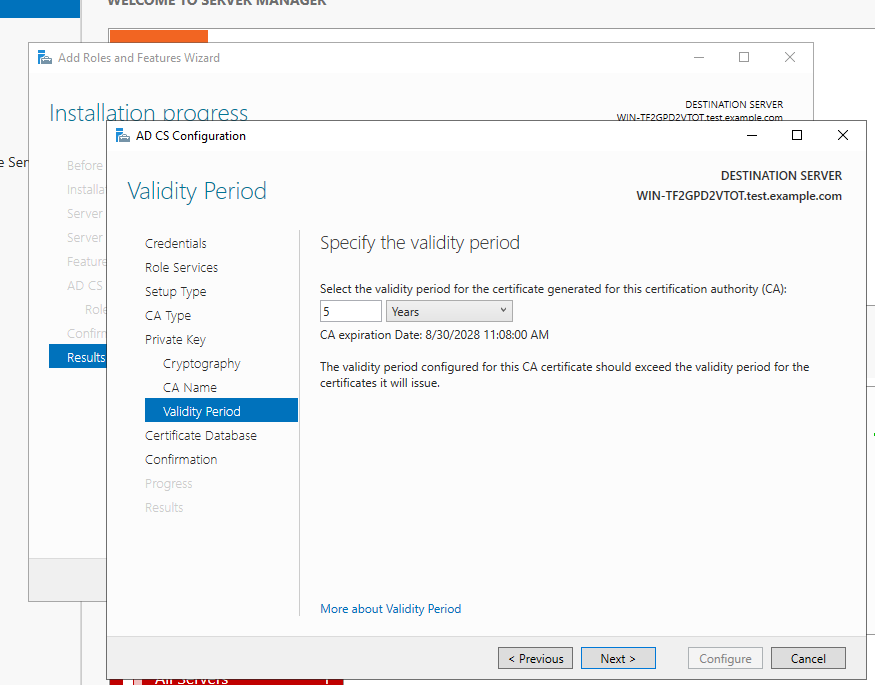 WELCOME TO SERVER MANAGER
Add Roles and Features Wizard
Installation progress
DESTINATION SERVER
WIN-TF2GPD2VTOT.test.example.com
e Ser
Before
Installa
Server
Server
Feature
AD CS
Role
Confirm
Results
AD CS Configuration
Validity Period
DESTINATION SERVER
WIN-TF2GPD2VTOT.test.example.com
Credentials
Role Services
Setup Type
CA Type
Private Key
Cryptography
CA Name
Validity Period
Certificate Database
Confirmation
Progress
Results
Specify the validity period
Select the validity period for the certificate generated for this certification authority (CA):
5 Years
CA expiration Date: 8/30/2028 11:08:00 AM
The validity period configured for this CA certificate should exceed the validity period for the
certificates it will issue.
More about Validity Period
< Previous Next > Configure Cancel
All Servers 1